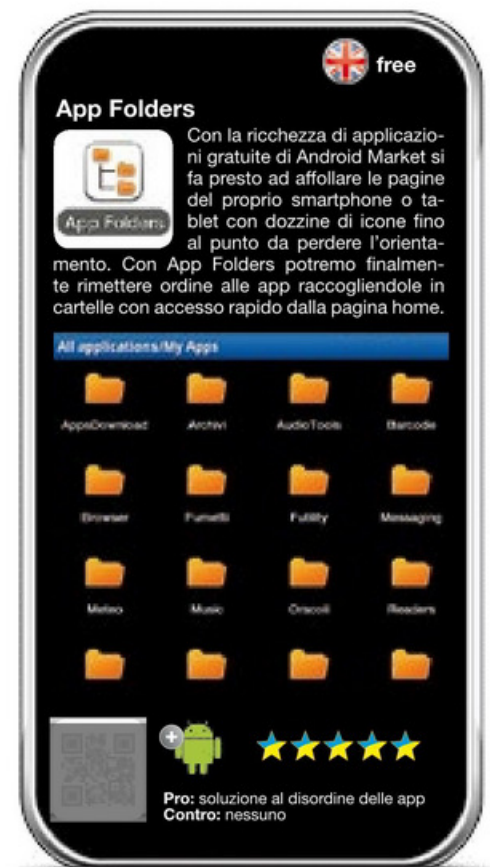 free
App Folders
Con la ricchezza di applicazio-
ni gratuite di Android Market si
fa presto ad affollare le pagine
del proprio smartphone o ta-
blet con dozzine di icone fino
al punto da perdere l'orienta-
mento. Con App Folders potremo finalmen-
te rimettere ordine alle app raccogliendole in
cartelle con accesso rapido dalla pagina home.
App Folders
All applications/My Apps
AppsDownload Archivi AudioTools Barcode
Browser Fumetti Futility Messaging
Meteo Music Oracoli Readers
Pro: soluzione al disordine delle app
Contro: nessuno